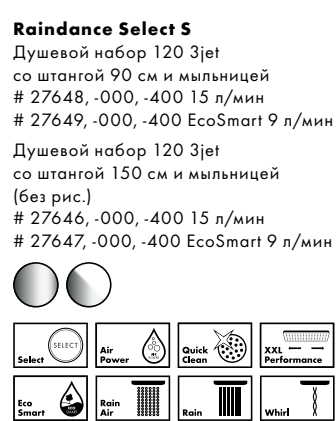 Raindance Select S
Душевой набор 120 3jet
со штангой 90 см и мыльницей
# 27648, -000, -400 15 л/мин
# 27649, -000, -400 EcoSmart 9 л/мин
Душевой набор 120 3jet
со штангой 150 см и мыльницей
(без рис.)
# 27646, -000, -400 15 л/мин
# 27647, -000, -400 EcoSmart 9 л/мин
SELECT
Select
Air
Power
Quick
Clean
XXL
Performance
Eco
Smart
Rain
Air
Rain
Whirl